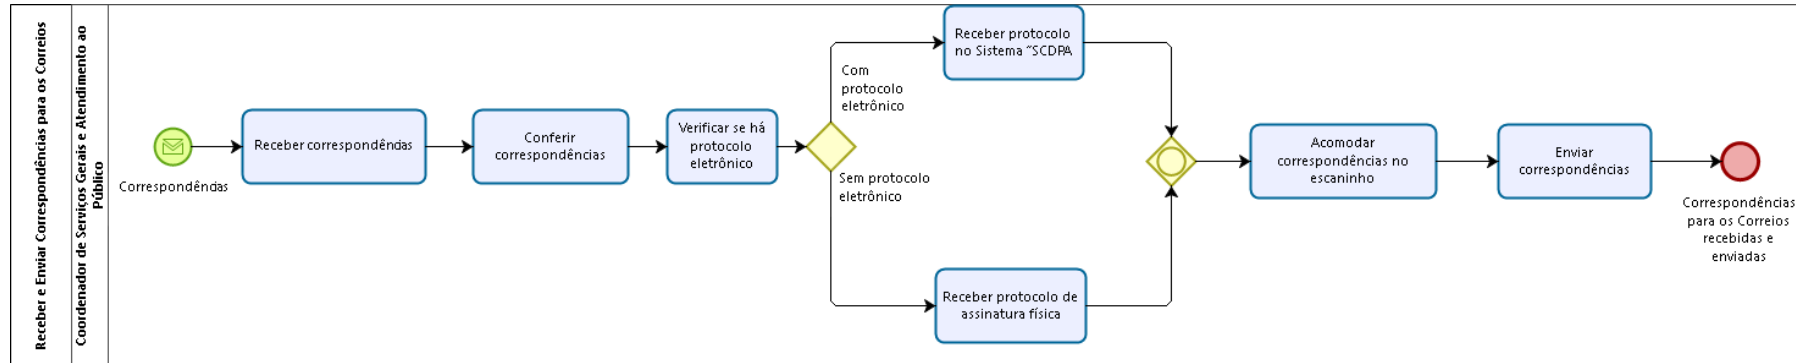 Receber e Enviar Correspondências para os Correios
Coordenador de Serviços Gerais e Atendimento ao
Público
Correspondências
Receber correspondências
Conferir
correspondências
Verificar se há
protocolo
eletrônico
Com
protocolo
eletrônico
Sem protocolo
eletrônico
Receber protocolo
no Sistema “SCDPA
Receber protocolo de
assinatura física
Acomodar
correspondências no
escaninho
Enviar
correspondências
Correspondências
para os Correios
recebidas e
enviadas